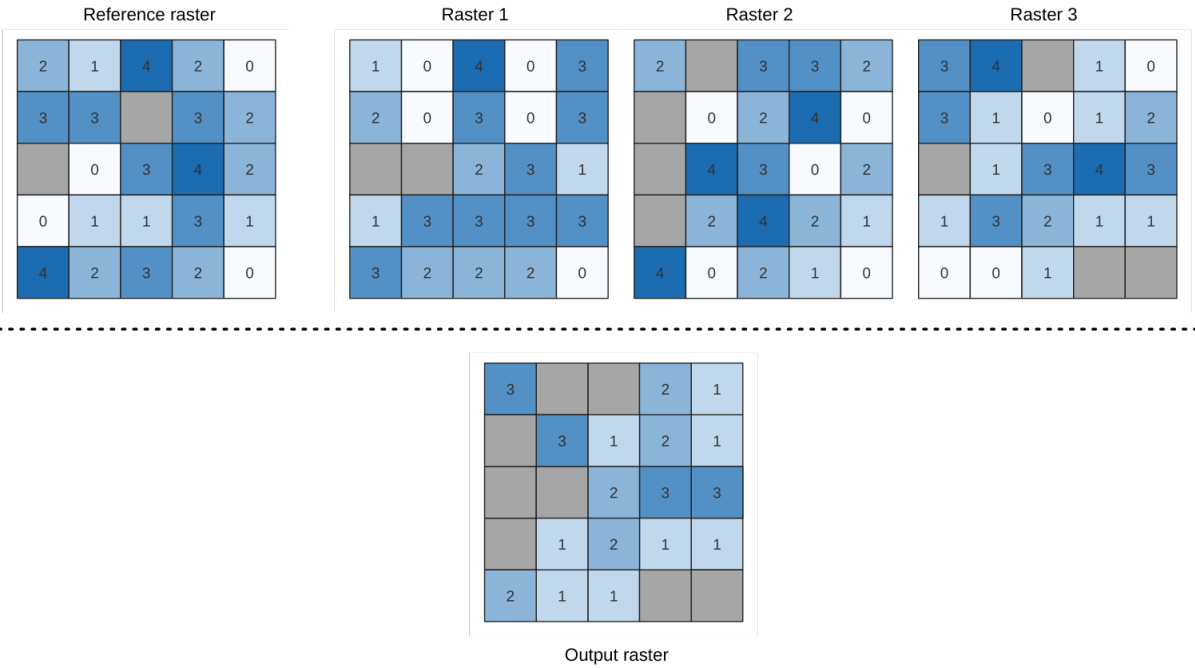 Reference raster Raster 1 Raster 2 Raster 3
2 1 4 2 0 1 0 4 0 3 2 3 3 2 3 4 1 0
3 3 3 2 2 0 3 0 3 0 2 4 0 3 1 0 1 2
0 3 4 2 2 3 1 4 3 0 2 1 3 4 3
0 1 1 3 1 1 3 3 3 3 2 4 2 1 1 3 2 1 1
4 2 3 2 0 3 2 2 2 0 4 0 2 1 0 0 0 1
3 2 1
3 1 2 1
2 3 3
1 2 1 1
2 1 1
Output raster